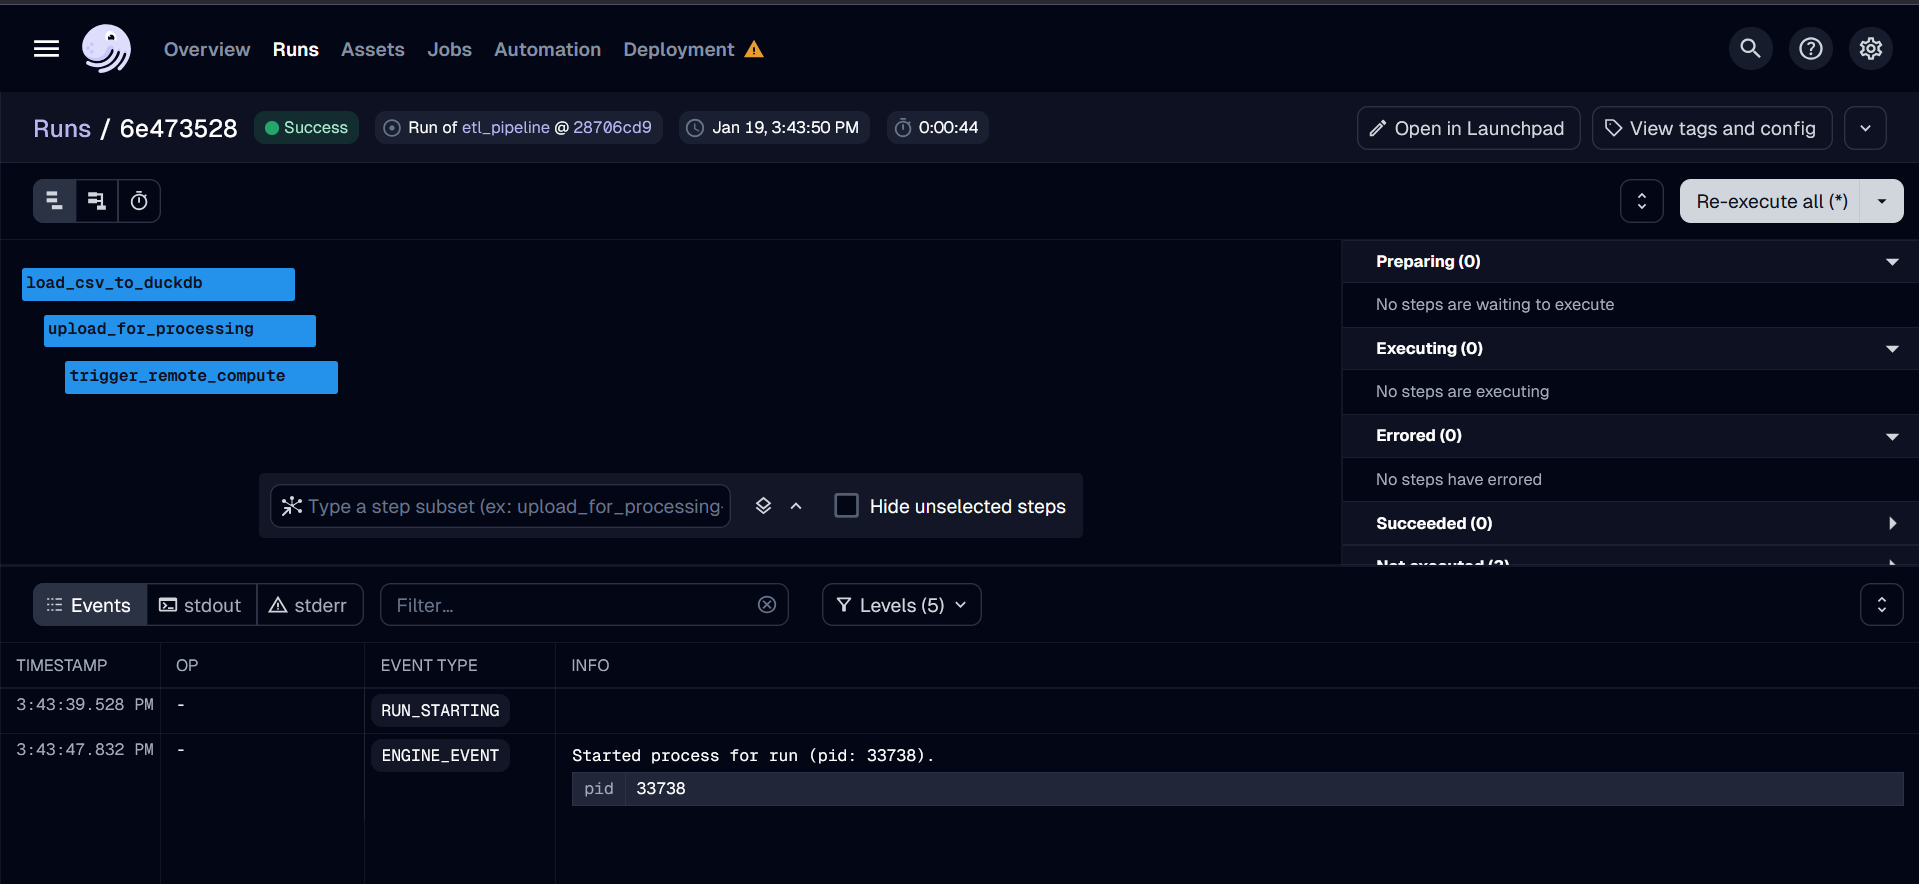 Overview Runs Assets Jobs Automation Deployment
Runs / 6e473528 Success Run of etl_pipeline @ 28706cd9 Jan 19, 3:43:50 PM 0:00:44 Open in Launchpad View tags and config
Re-execute all (*)
load_csv_to_duckdb
upload_for_processing
trigger_remote_compute
Type a step subset (ex: upload_for_processing Hide unselected steps
Preparing (0)
No steps are waiting to execute
Executing (0)
No steps are executing
Errored (0)
No steps have errored
Succeeded (0)
Not executed (3)
Events stdout stderr Filter... Levels (5)
TIMESTAMP OP EVENT TYPE INFO
3:43:39.528 PM - RUN_STARTING
3:43:47.832 PM - ENGINE_EVENT Started process for run (pid: 33738).
pid 33738